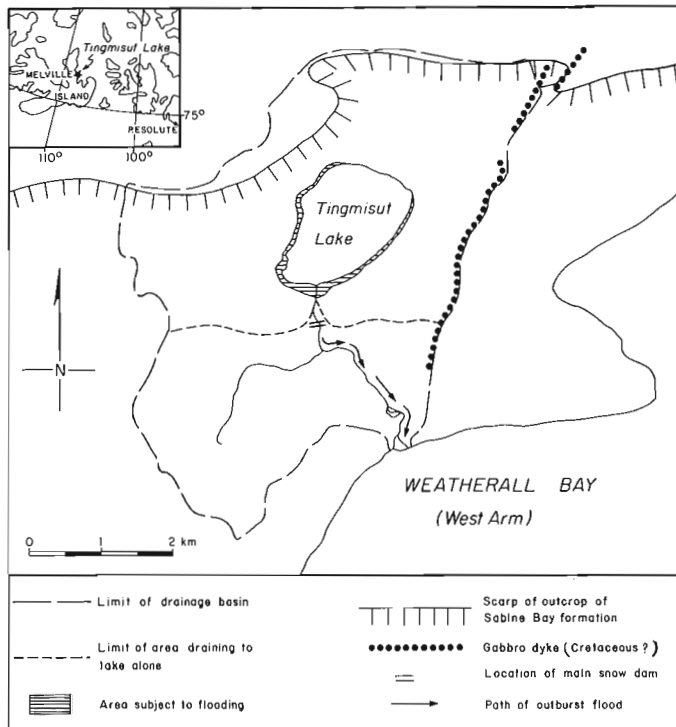 Tingmisut Lake
MELVILLE
ISLAND
75°
RESOLUTE
110°
100°
Tingmisut
Lake
N
WEATHERALL BAY
(West Arm)
0 1 2 km
Limit of drainage basin
Limit of area draining to
take alone
Area subject to flooding
Scarp of outcrop of
Sabine Bay formation
Gabbro dyke (Cretaceous ?)
Location of main snow dam
Path of outburst flood